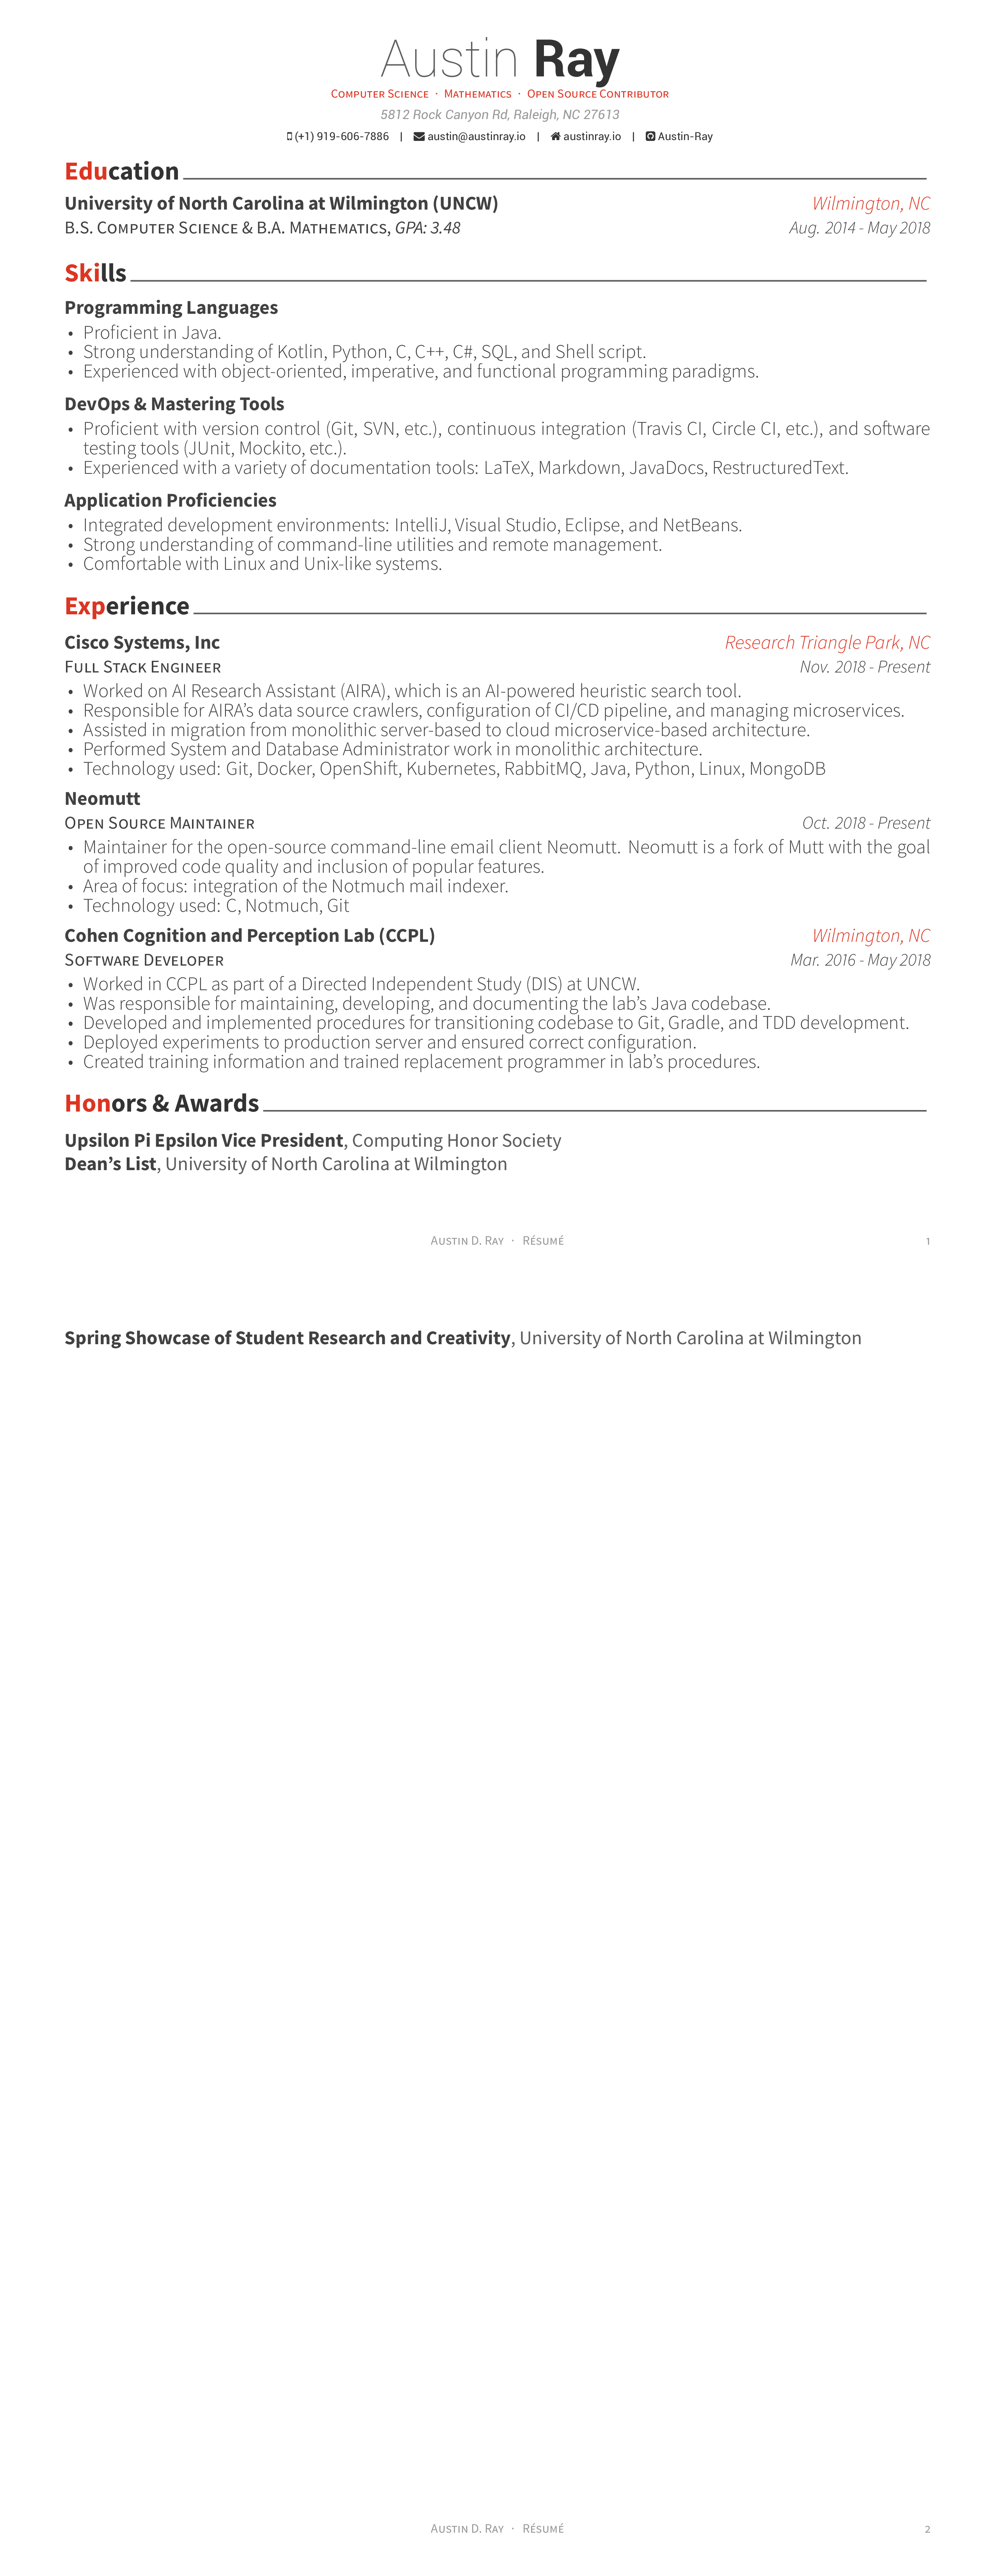 Austin Ray
Computer Science · Mathematics · Open Source Contributor
5812 Rock Canyon Rd, Raleigh, NC 27613
(+1) 919-606-7886 | austin@austinray.io | austinray.io | Austin-Ray
Education
University of North Carolina at Wilmington (UNCW) Wilmington, NC
B.S. Computer Science & B.A. Mathematics, GPA: 3.48 Aug. 2014 - May 2018
Skills
Programming Languages
• Proficient in Java.
• Strong understanding of Kotlin, Python, C, C++, C#, SQL, and Shell script.
• Experienced with object-oriented, imperative, and functional programming paradigms.
DevOps & Mastering Tools
• Proficient with version control (Git, SVN, etc.), continuous integration (Travis CI, Circle CI, etc.), and software
testing tools (JUnit, Mockito, etc.).
• Experienced with a variety of documentation tools: LaTeX, Markdown, JavaDocs, RestructuredText.
Application Proficiencies
• Integrated development environments: IntelliJ, Visual Studio, Eclipse, and NetBeans.
• Strong understanding of command-line utilities and remote management.
• Comfortable with Linux and Unix-like systems.
Experience
Cisco Systems, Inc Research Triangle Park, NC
Full Stack Engineer Nov. 2018 - Present
• Worked on AI Research Assistant (AIRA), which is an AI-powered heuristic search tool.
• Responsible for AIRA's data source crawlers, configuration of CI/CD pipeline, and managing microservices.
• Assisted in migration from monolithic server-based to cloud microservice-based architecture.
• Performed System and Database Administrator work in monolithic architecture.
• Technology used: Git, Docker, OpenShift, Kubernetes, RabbitMQ, Java, Python, Linux, MongoDB
Neomutt
Open Source Maintainer Oct. 2018 - Present
• Maintainer for the open-source command-line email client Neomutt. Neomutt is a fork of Mutt with the goal
of improved code quality and inclusion of popular features.
• Area of focus: integration of the Notmuch mail indexer.
• Technology used: C, Notmuch, Git
Cohen Cognition and Perception Lab (CCPL) Wilmington, NC
Software Developer Mar. 2016 - May 2018
• Worked in CCPL as part of a Directed Independent Study (DIS) at UNCW.
• Was responsible for maintaining, developing, and documenting the lab's Java codebase.
• Developed and implemented procedures for transitioning codebase to Git, Gradle, and TDD development.
• Deployed experiments to production server and ensured correct configuration.
• Created training information and trained replacement programmer in lab's procedures.
Honors & Awards
Upsilon Pi Epsilon Vice President, Computing Honor Society
Dean's List, University of North Carolina at Wilmington
Austin D. Ray · Résumé 1
Spring Showcase of Student Research and Creativity, University of North Carolina at Wilmington
Austin D. Ray · Résumé 2